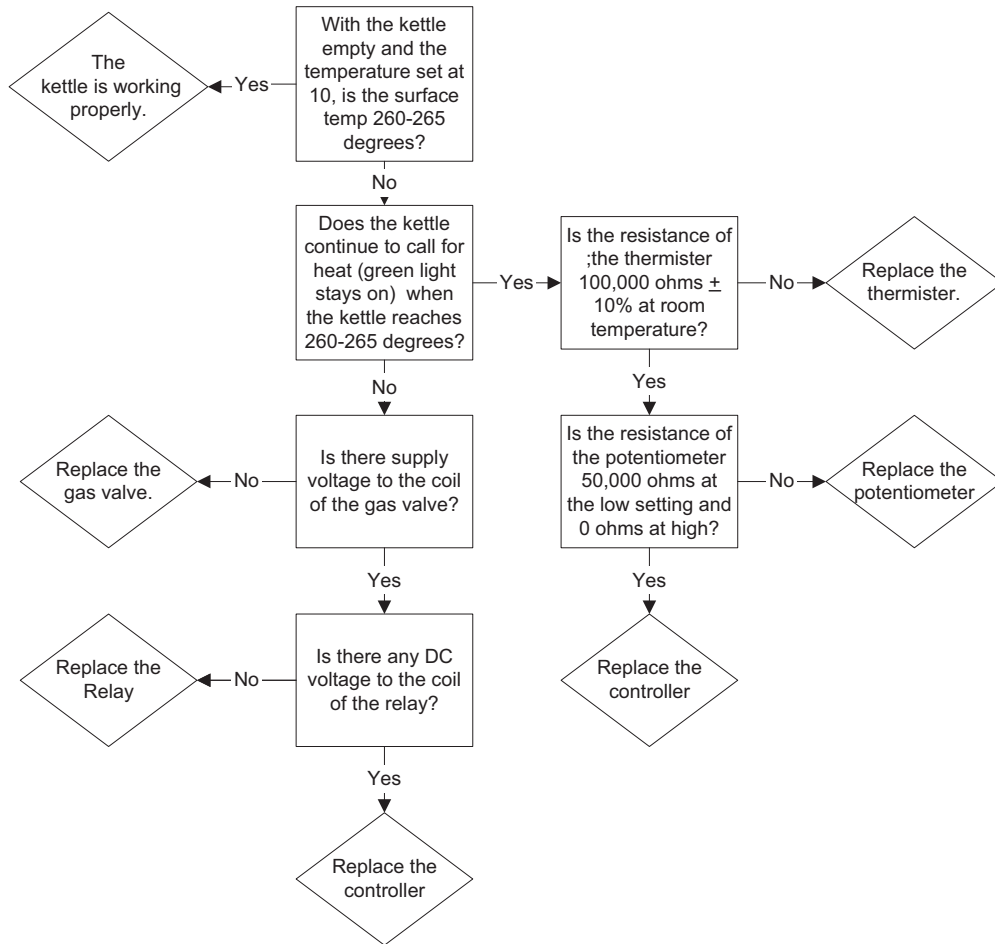 With the kettle
empty and the
temperature set at
10, is the surface
temp 260-265
degrees?
Yes
The
kettle is working
properly.
No
Does the kettle
continue to call for
heat (green light
stays on)  when
the kettle reaches
260-265 degrees?
Yes
Is the resistance of
;the thermister
100,000 ohms ±
10% at room
temperature?
No
Replace the
thermister.
No
Yes
Is there supply
voltage to the coil
of the gas valve?
No
Replace the
gas valve.
Is the resistance of
the potentiometer
50,000 ohms at
the low setting and
0 ohms at high?
No
Replace the
potentiometer
Yes
Yes
Is there any DC
voltage to the coil
of the relay?
No
Replace the
Relay
Replace the
controller
Yes
Replace the
controller